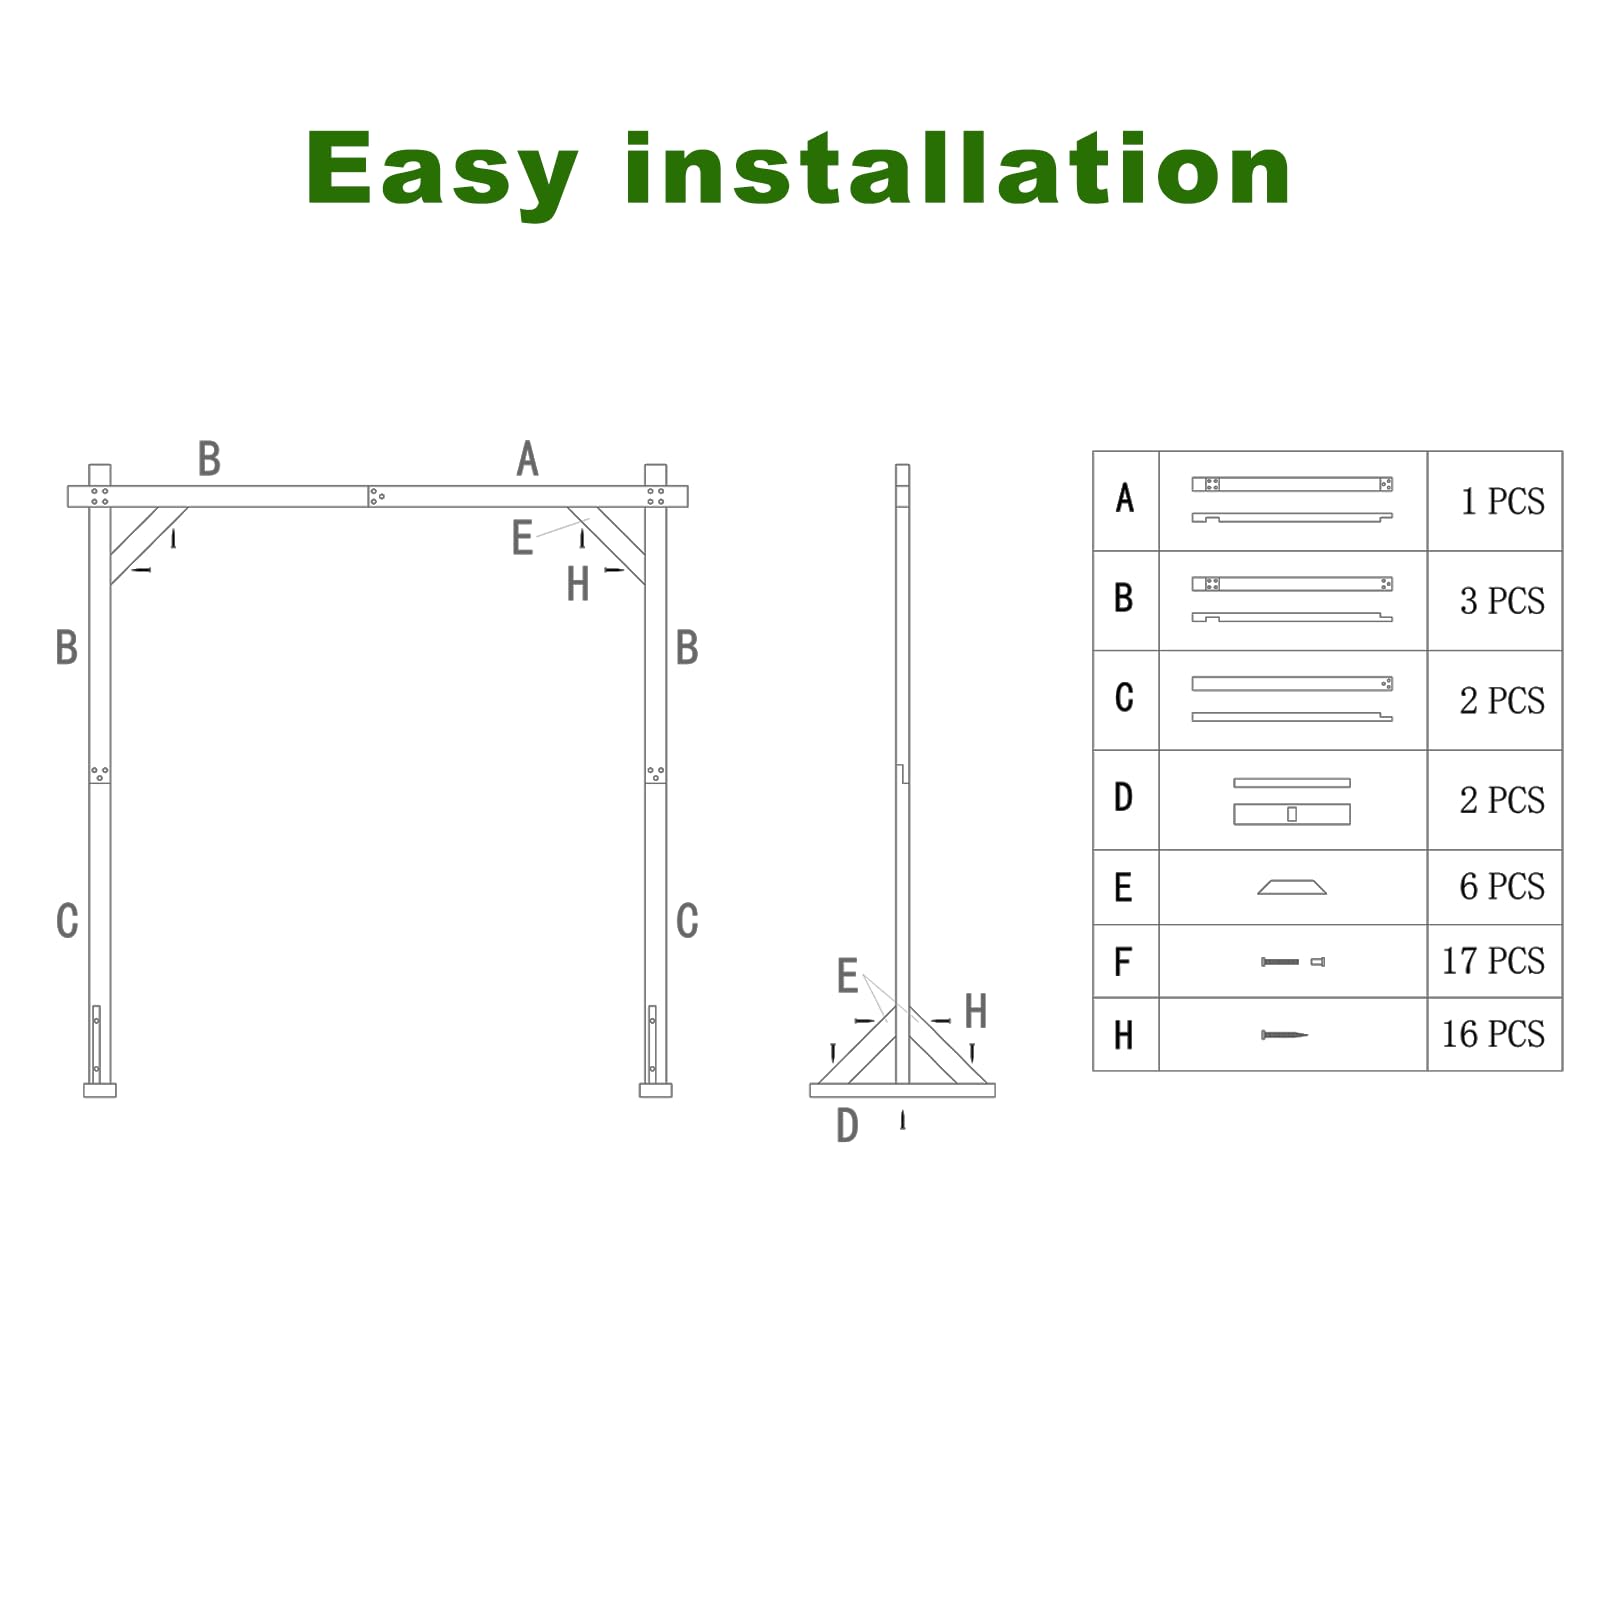 Easy installation
B A
E
H
B B
C C
E
H
D
A 1 PCS
B 3 PCS
C 2 PCS
D 2 PCS
E 6 PCS
F 17 PCS
H 16 PCS